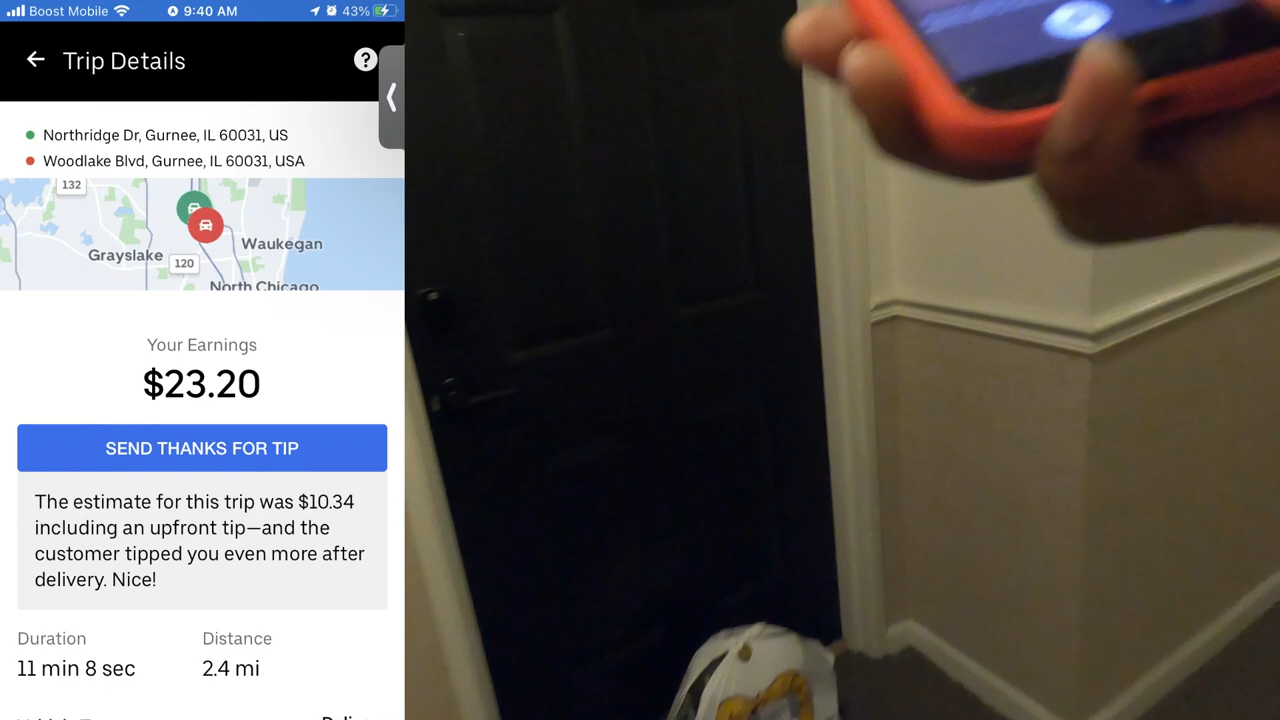 Boost Mobile 9:40 AM 43%
Trip Details ?
Northridge Dr, Gurnee, IL 60031, US
Woodlake Blvd, Gurnee, IL 60031, USA
132
Waukegan
Grayslake
120
North Chicago
Your Earnings
$23.20
SEND THANKS FOR TIP
The estimate for this trip was $10.34
including an upfront tip—and the
customer tipped you even more after
delivery. Nice!
Duration Distance
11 min 8 sec 2.4 mi